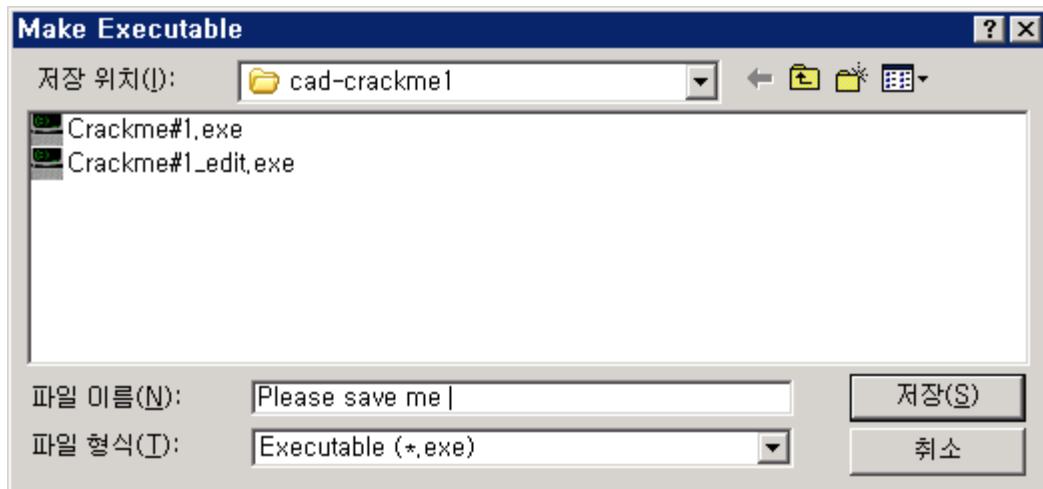 Make Executable
저장 위치(I): cad-crackme1
Crackme#1.exe
Crackme#1_edit.exe
파일 이름(N): Please save me
저장(S)
파일 형식(T): Executable (*.exe)
취소